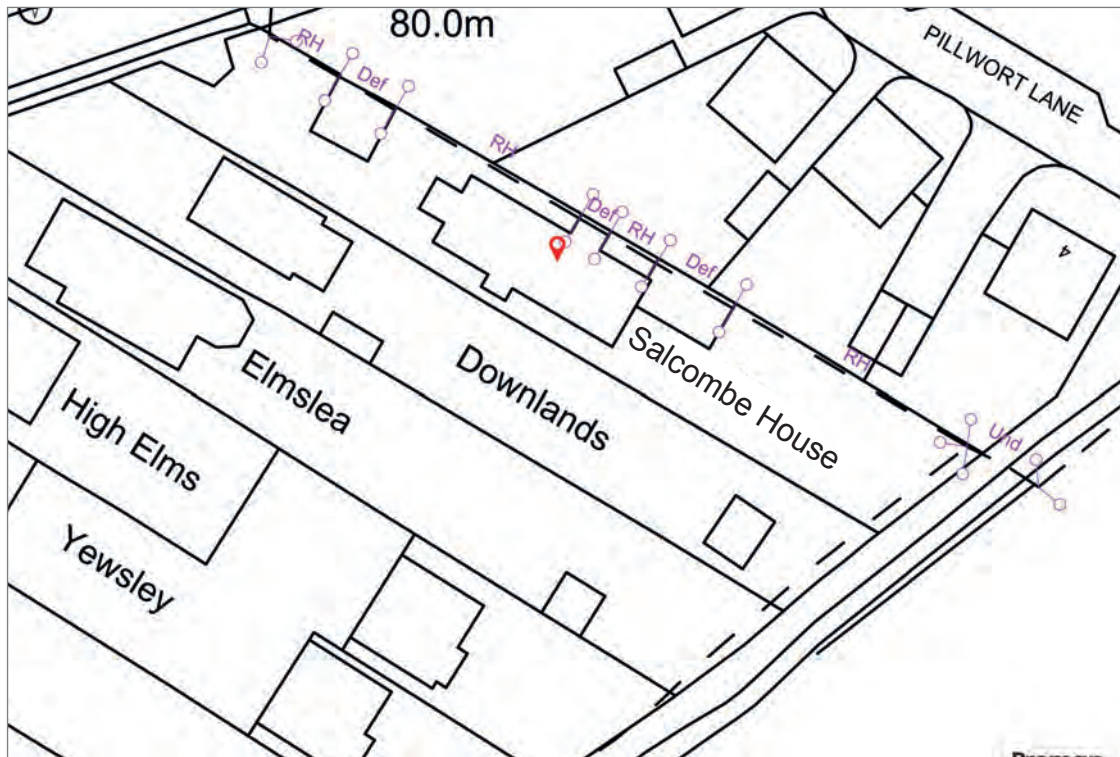 80.0m
RH
Def
PILLWORT LANE
RH
Def
RH
Def
4
Salcombe House
RH
Downlands
Elmslea
High Elms
Und
Yewsley